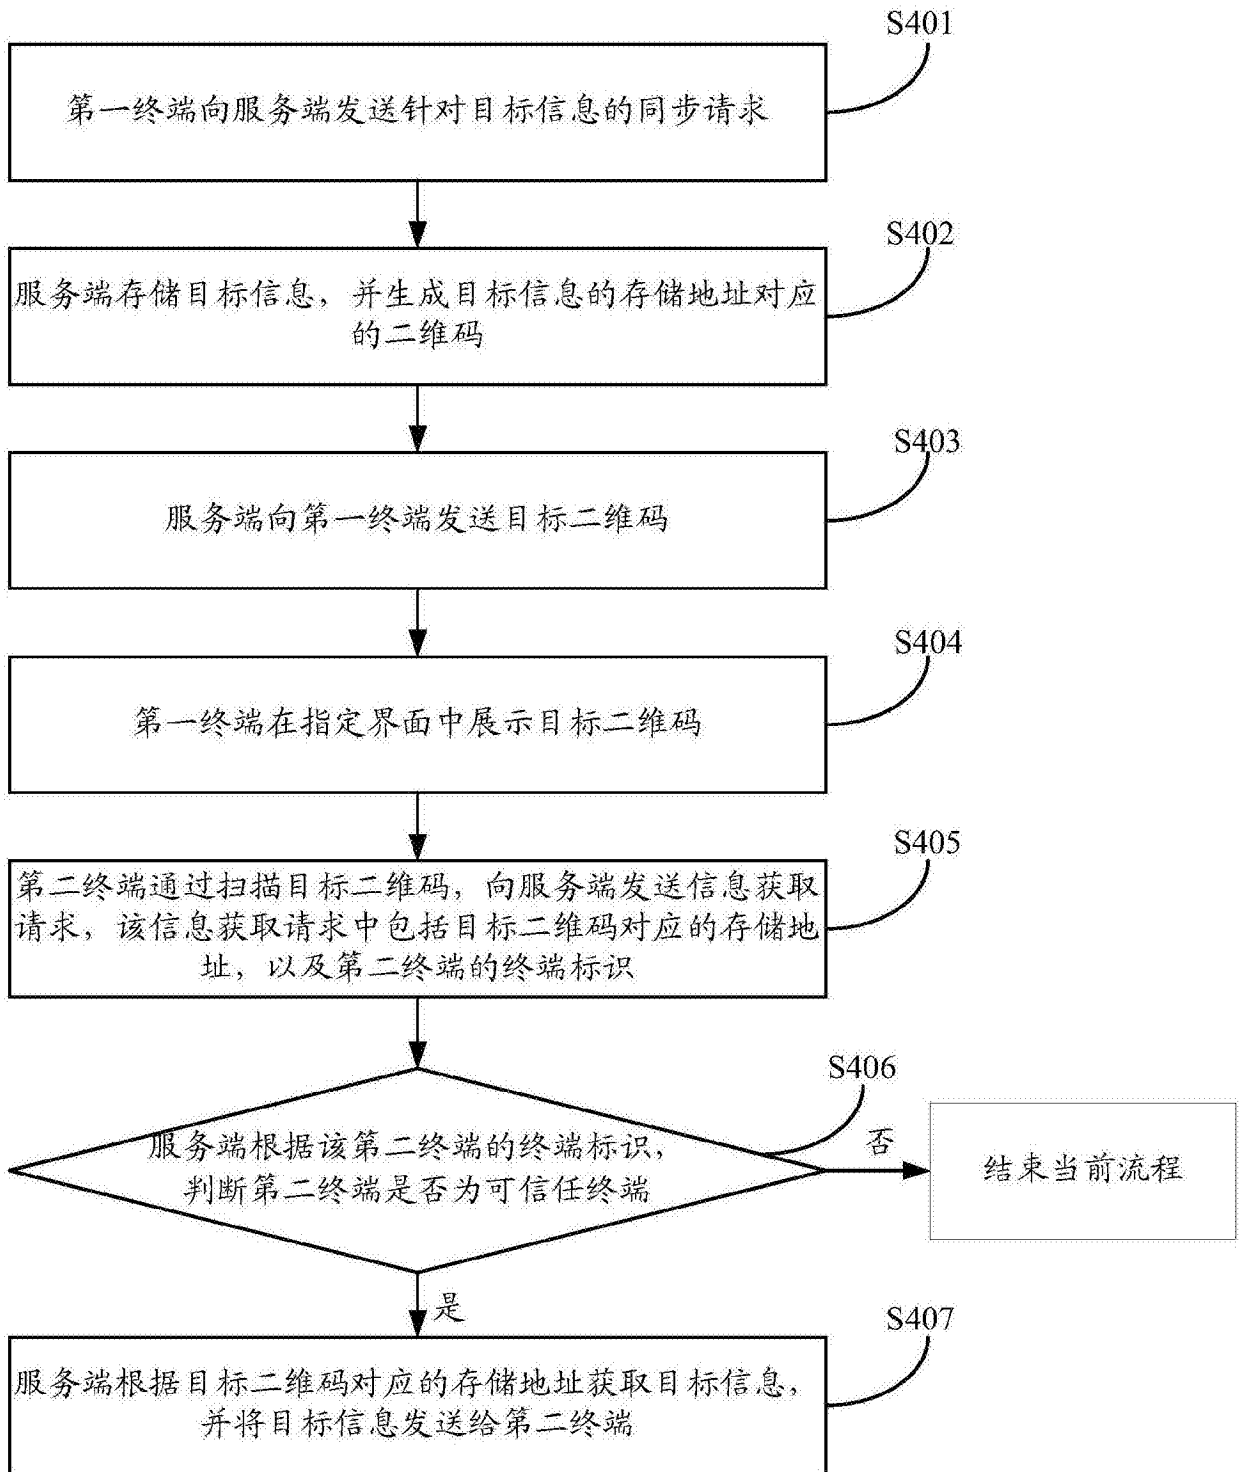 S401
第一终端向服务端发送针对目标信息的同步请求
S402
服务端存储目标信息，并生成目标信息的存储地址对应
的二维码
S403
服务端向第一终端发送目标二维码
S404
第一终端在指定界面中展示目标二维码
S405
第二终端通过扫描目标二维码，向服务端发送信息获取
请求，该信息获取请求中包括目标二维码对应的存储地
址，以及第二终端的终端标识
S406
服务端根据该第二终端的终端标识，
判断第二终端是否为可信任终端
否
结束当前流程
是
S407
服务端根据目标二维码对应的存储地址获取目标信息，
并将目标信息发送给第二终端